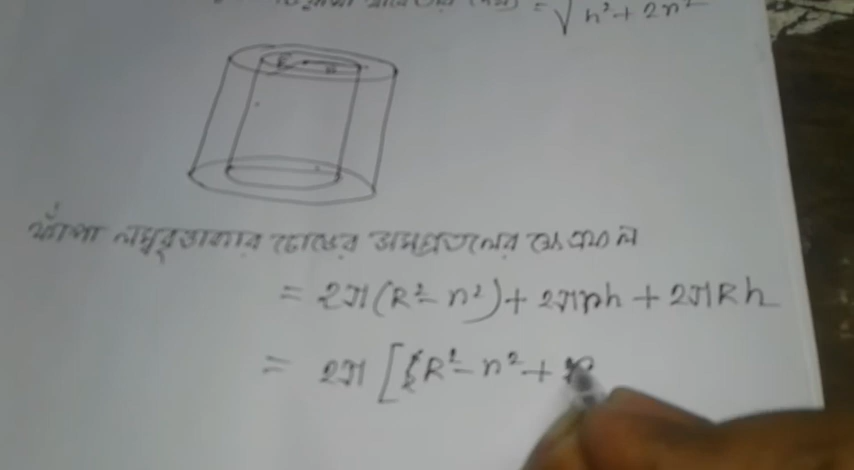 = √h²+2r²
R r
ফাঁপা লম্ববৃত্তাকার চোঙের সমগ্রতলের ক্ষেত্রফল
= 2π(R²- r²) + 2πrh + 2πRh
= 2π [{R²- r² +